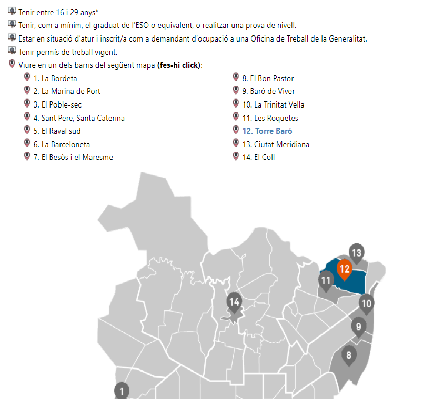 Tenir entre 16 i 29 anys*
Tenir, com a mínim, el graduat de l'ESO o equivalent, o realitzar una prova de nivell.
Estar en situació d'atur i inscrit/a com a demandant d'ocupació a una Oficina de Treball de la Generalitat.
Tenir permís de treball vigent.
Viure en un dels barris del següent mapa (fes-hi click):
1. La Bordeta
2. La Marina de Port
3. El Poble-sec
4. Sant Pere, Santa Caterina
5. El Raval sud
6. La Barceloneta
7. El Besòs i el Maresme
8. El Bon Pastor
9. Baró de Viver
10. La Trinitat Vella
11. Les Roquetes
12. Torre Baró
13. Ciutat Meridiana
14. El Coll
13
12
11
14
10
9
8
1